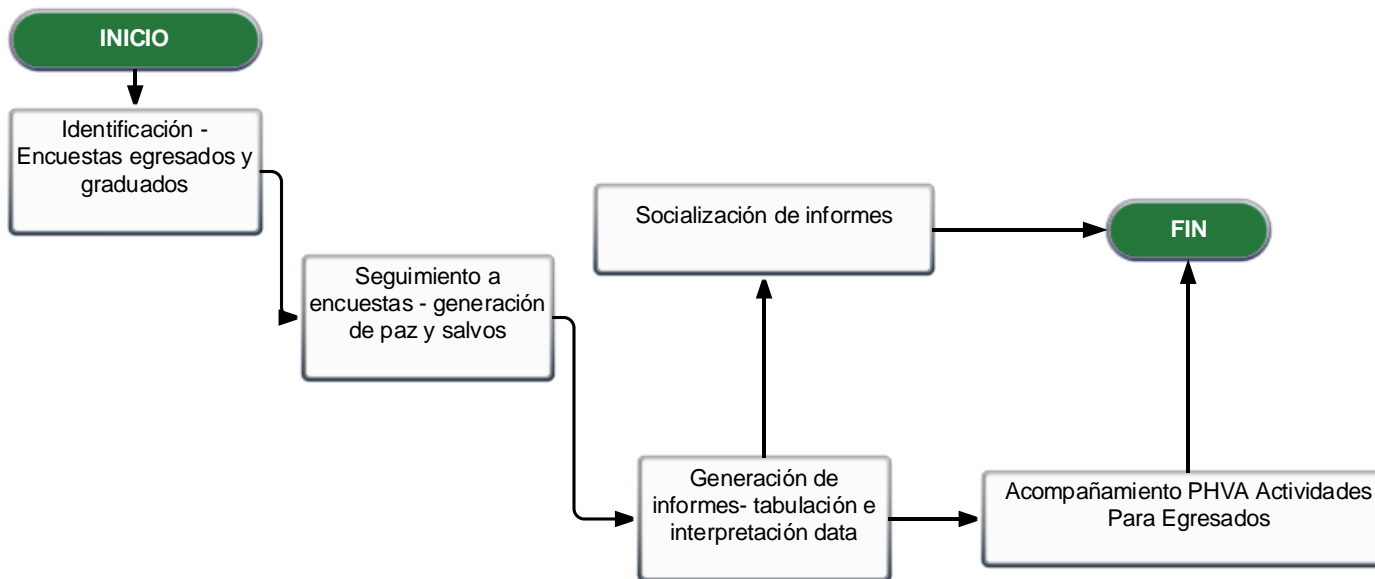 INICIO
Identificación -
Encuestas egresados y
graduados
Seguimiento a
encuestas - generación
de paz y salvos
Generación de
informes- tabulación e
interpretación data
Socialización de informes
Acompañamiento PHVA Actividades
Para Egresados
FIN